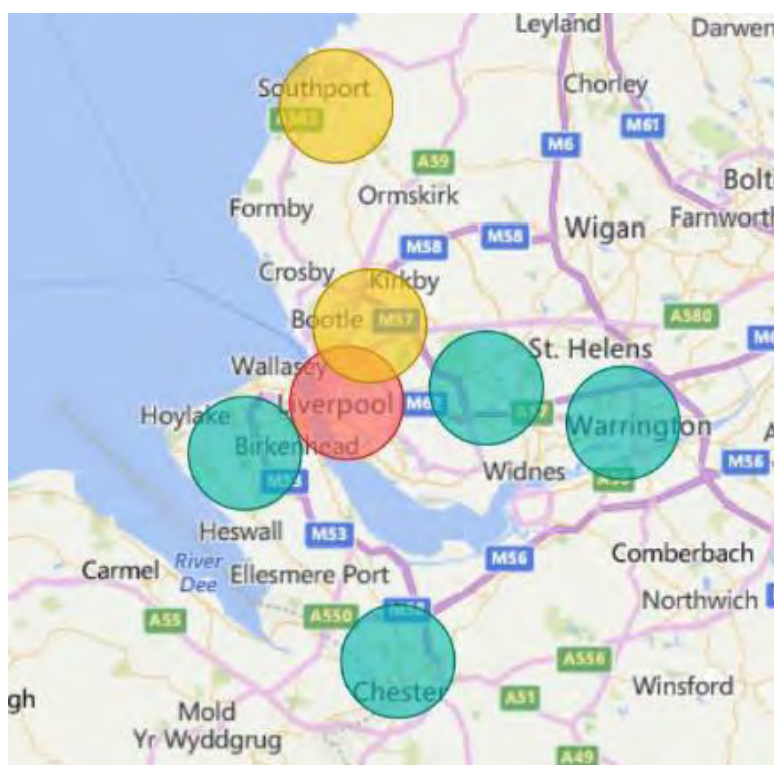 Leyland
Darwen
Southport
Chorley
M61
M6
A59
Ormskirk
Bolt
Formby
Farnworth
M58
M58
Wigan
Crosby
Kirkby
Bootle
M57
A580
St. Helens
Wallasey
M6
Liverpool
M62
Hoylake
Warrington
A
Birkenhead
Widnes
M56
M53
Heswall
M53
River
Dee
Carmel
Ellesmere Port
M56
Comberbach
Northwich
A55
A550
A556
Chester
A51
Winsford
gh
Mold
Yr Wyddgrug
A49